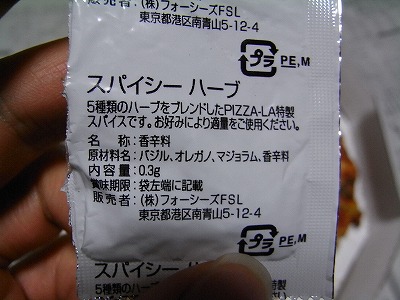 販売者：(株)フォーシーズFSL
東京都港区南青山5-12-4
プラ PE,M
スパイシー ハーブ
5種類のハーブをブレンドしたPIZZA-LA特製
スパイスです。お好みにより適量をご使用ください。
名 称：香辛料
原材料名：バジル、オレガノ、マジョラム、香辛料
内 容 量：0.3g
賞味期限：袋左端に記載
販 売 者：(株)フォーシーズFSL
東京都港区南青山5-12-4
プラ PE,M
スパイシー ハ